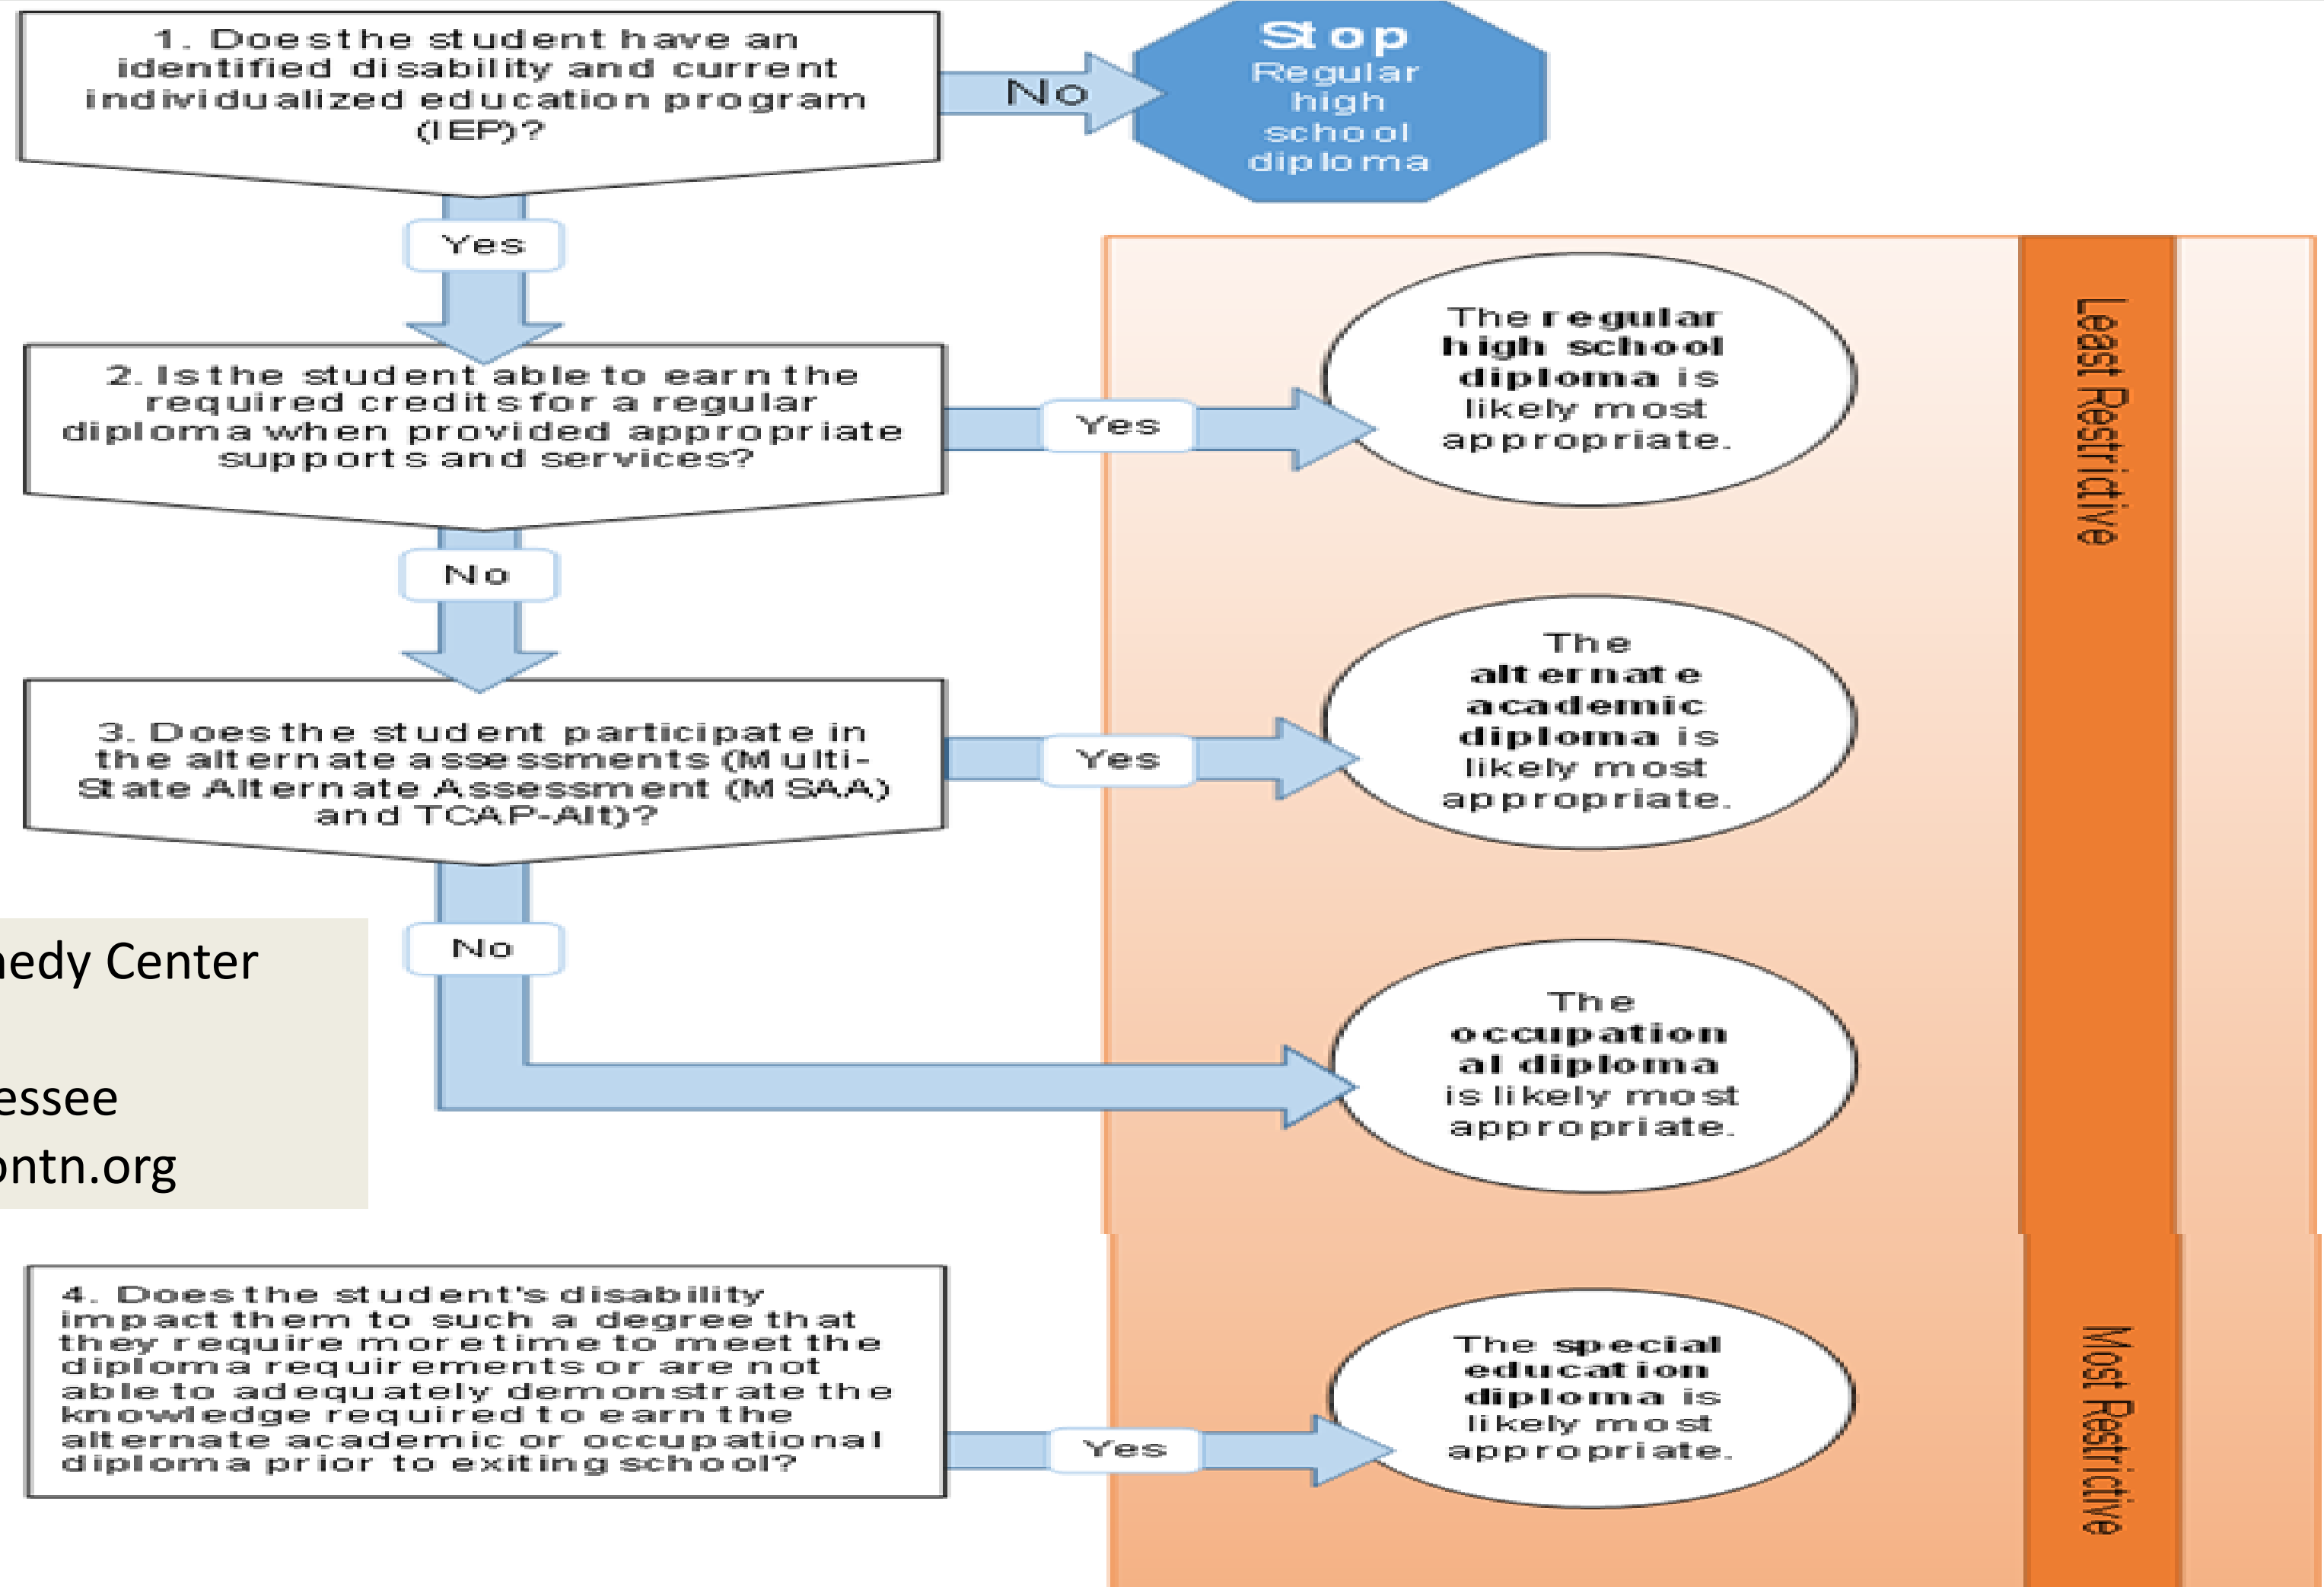 1. Does the student have an
identified disability and current
individualized education program
(IEP)?
No
Stop
Regular
high
school
diploma
Yes
2. Is the student able to earn the
required credits for a regular
diploma when provided appropriate
supports and services?
Yes
The regular
high school
diploma is
likely most
appropriate.
Least Restrictive
No
3. Does the student participate in
the alternate assessments (Multi-
State Alternate Assessment (MSAA)
and TCAP-Alt)?
Yes
The
alternate
academic
diploma is
likely most
appropriate.
No
The
occupation
al diploma
is likely most
appropriate.
nedy Center
essee
ontn.org
4. Does the student's disability
impact them to such a degree that
they require more time to meet the
diploma requirements or are not
able to adequately demonstrate the
knowledge required to earn the
alternate academic or occupational
diploma prior to exiting school?
Yes
The special
education
diploma is
likely most
appropriate.
Most Restrictive